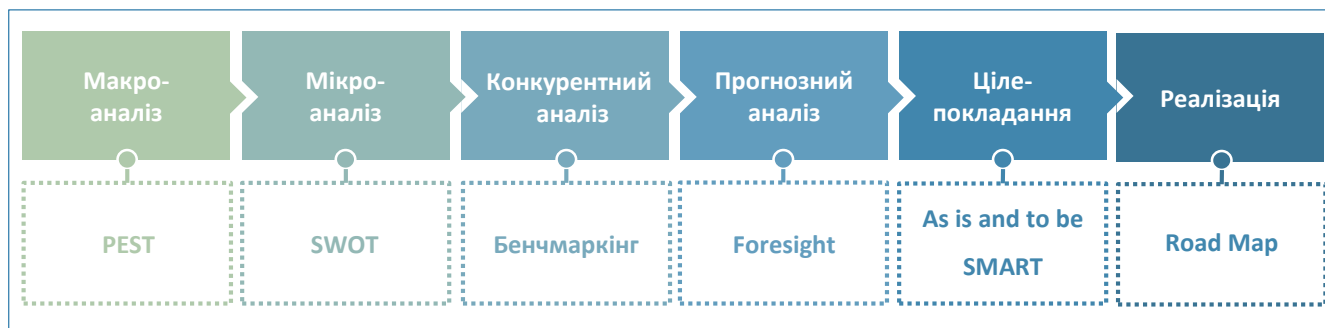 Макро-
аналіз
Мікро-
аналіз
Конкурентний
аналіз
Прогнозний
аналіз
Ціле-
покладання
Реалізація
PEST
SWOT
Бенчмаркінг
Foresight
As is and to be
SMART
Road Map